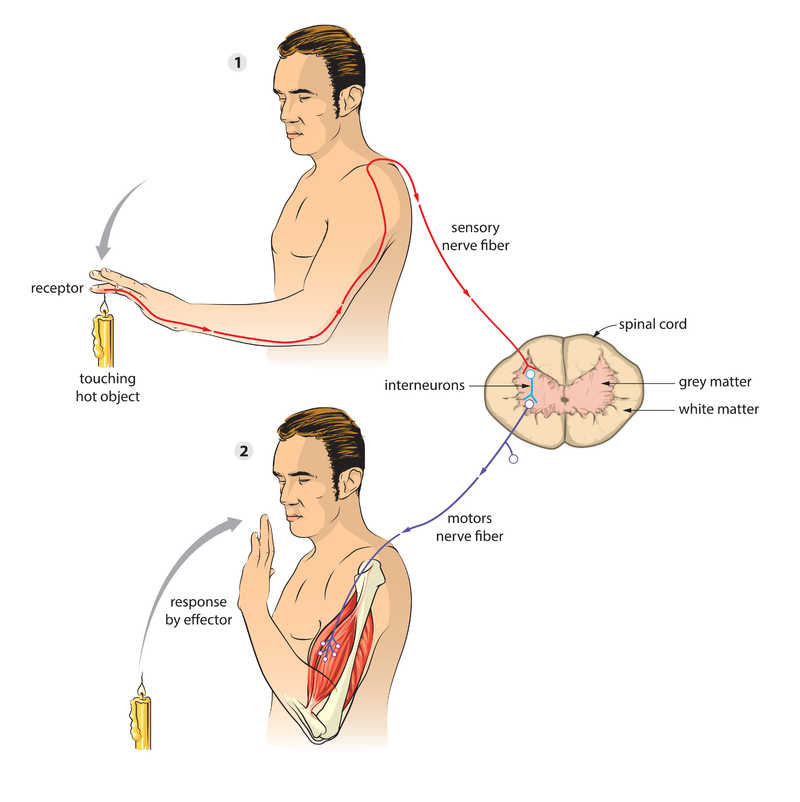 1
sensory
nerve fiber
receptor
touching
hot object
spinal cord
interneurons
grey matter
white matter
2
motors
nerve fiber
response
by effector